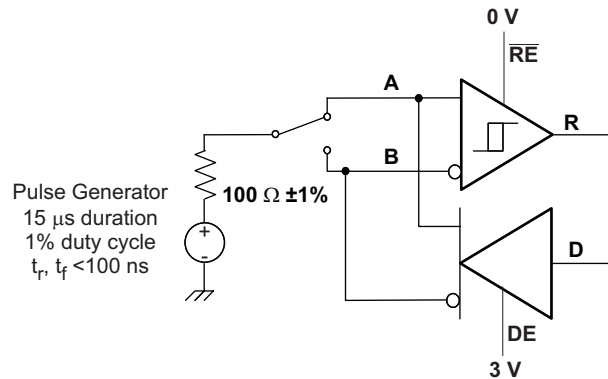 0 V
RE
A
R
B
100 Ω ±1%
Pulse Generator
15 μs duration
1% duty cycle
tr, tf <100 ns
+
-
D
DE
3 V